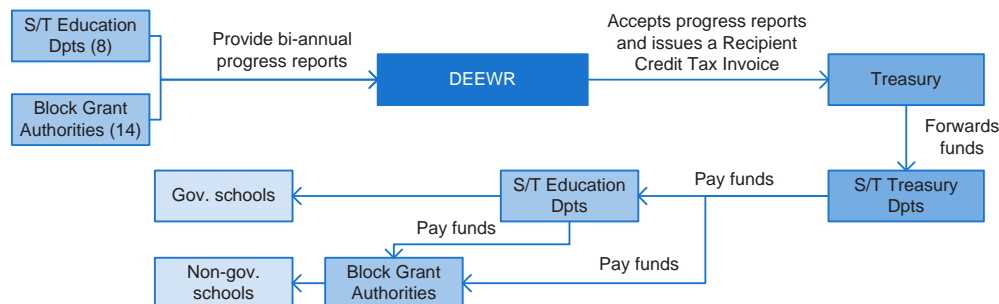 S/T Education
Dpts (8)
Block Grant
Authorities (14)
Provide bi-annual
progress reports
DEEWR
Accepts progress reports
and issues a Recipient
Credit Tax Invoice
Treasury
Forwards
funds
S/T Treasury
Dpts
Pay funds
S/T Education
Dpts
Gov. schools
Pay funds
Pay funds
Block Grant
Authorities
Non-gov.
schools